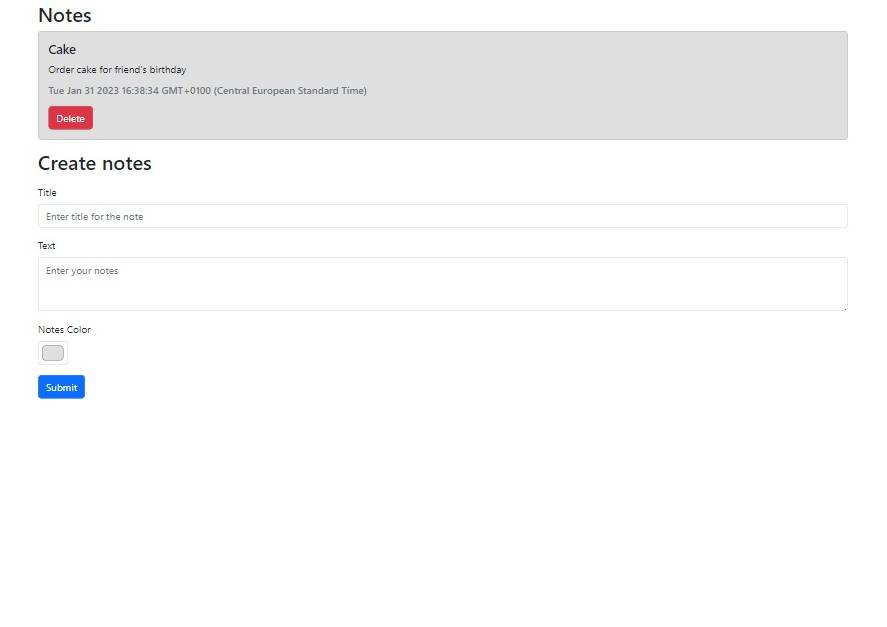 Notes
Cake
Order cake for friend's birthday
Tue Jan 31 2023 16:38:34 GMT+0100 (Central European Standard Time)
Delete
Create notes
Title
Enter title for the note
Text
Enter your notes
Notes Color
Submit